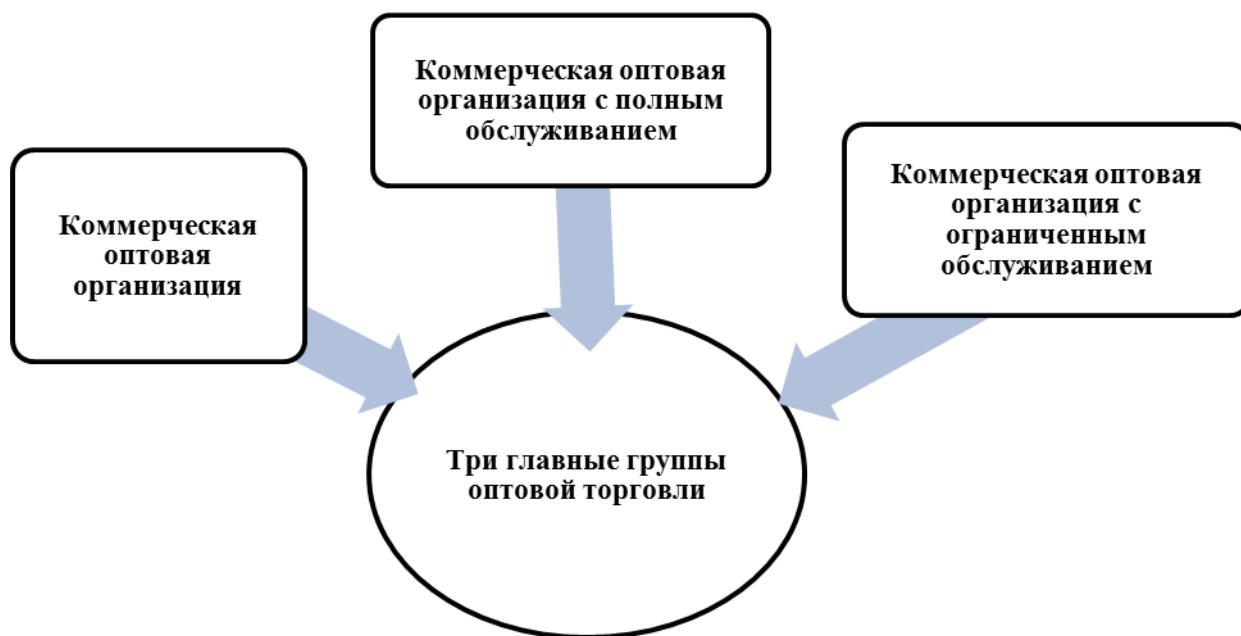 Коммерческая
оптовая
организация
Коммерческая оптовая
организация с полным
обслуживанием
Коммерческая оптовая
организация с
ограниченным
обслуживанием
Три главные группы
оптовой торговли